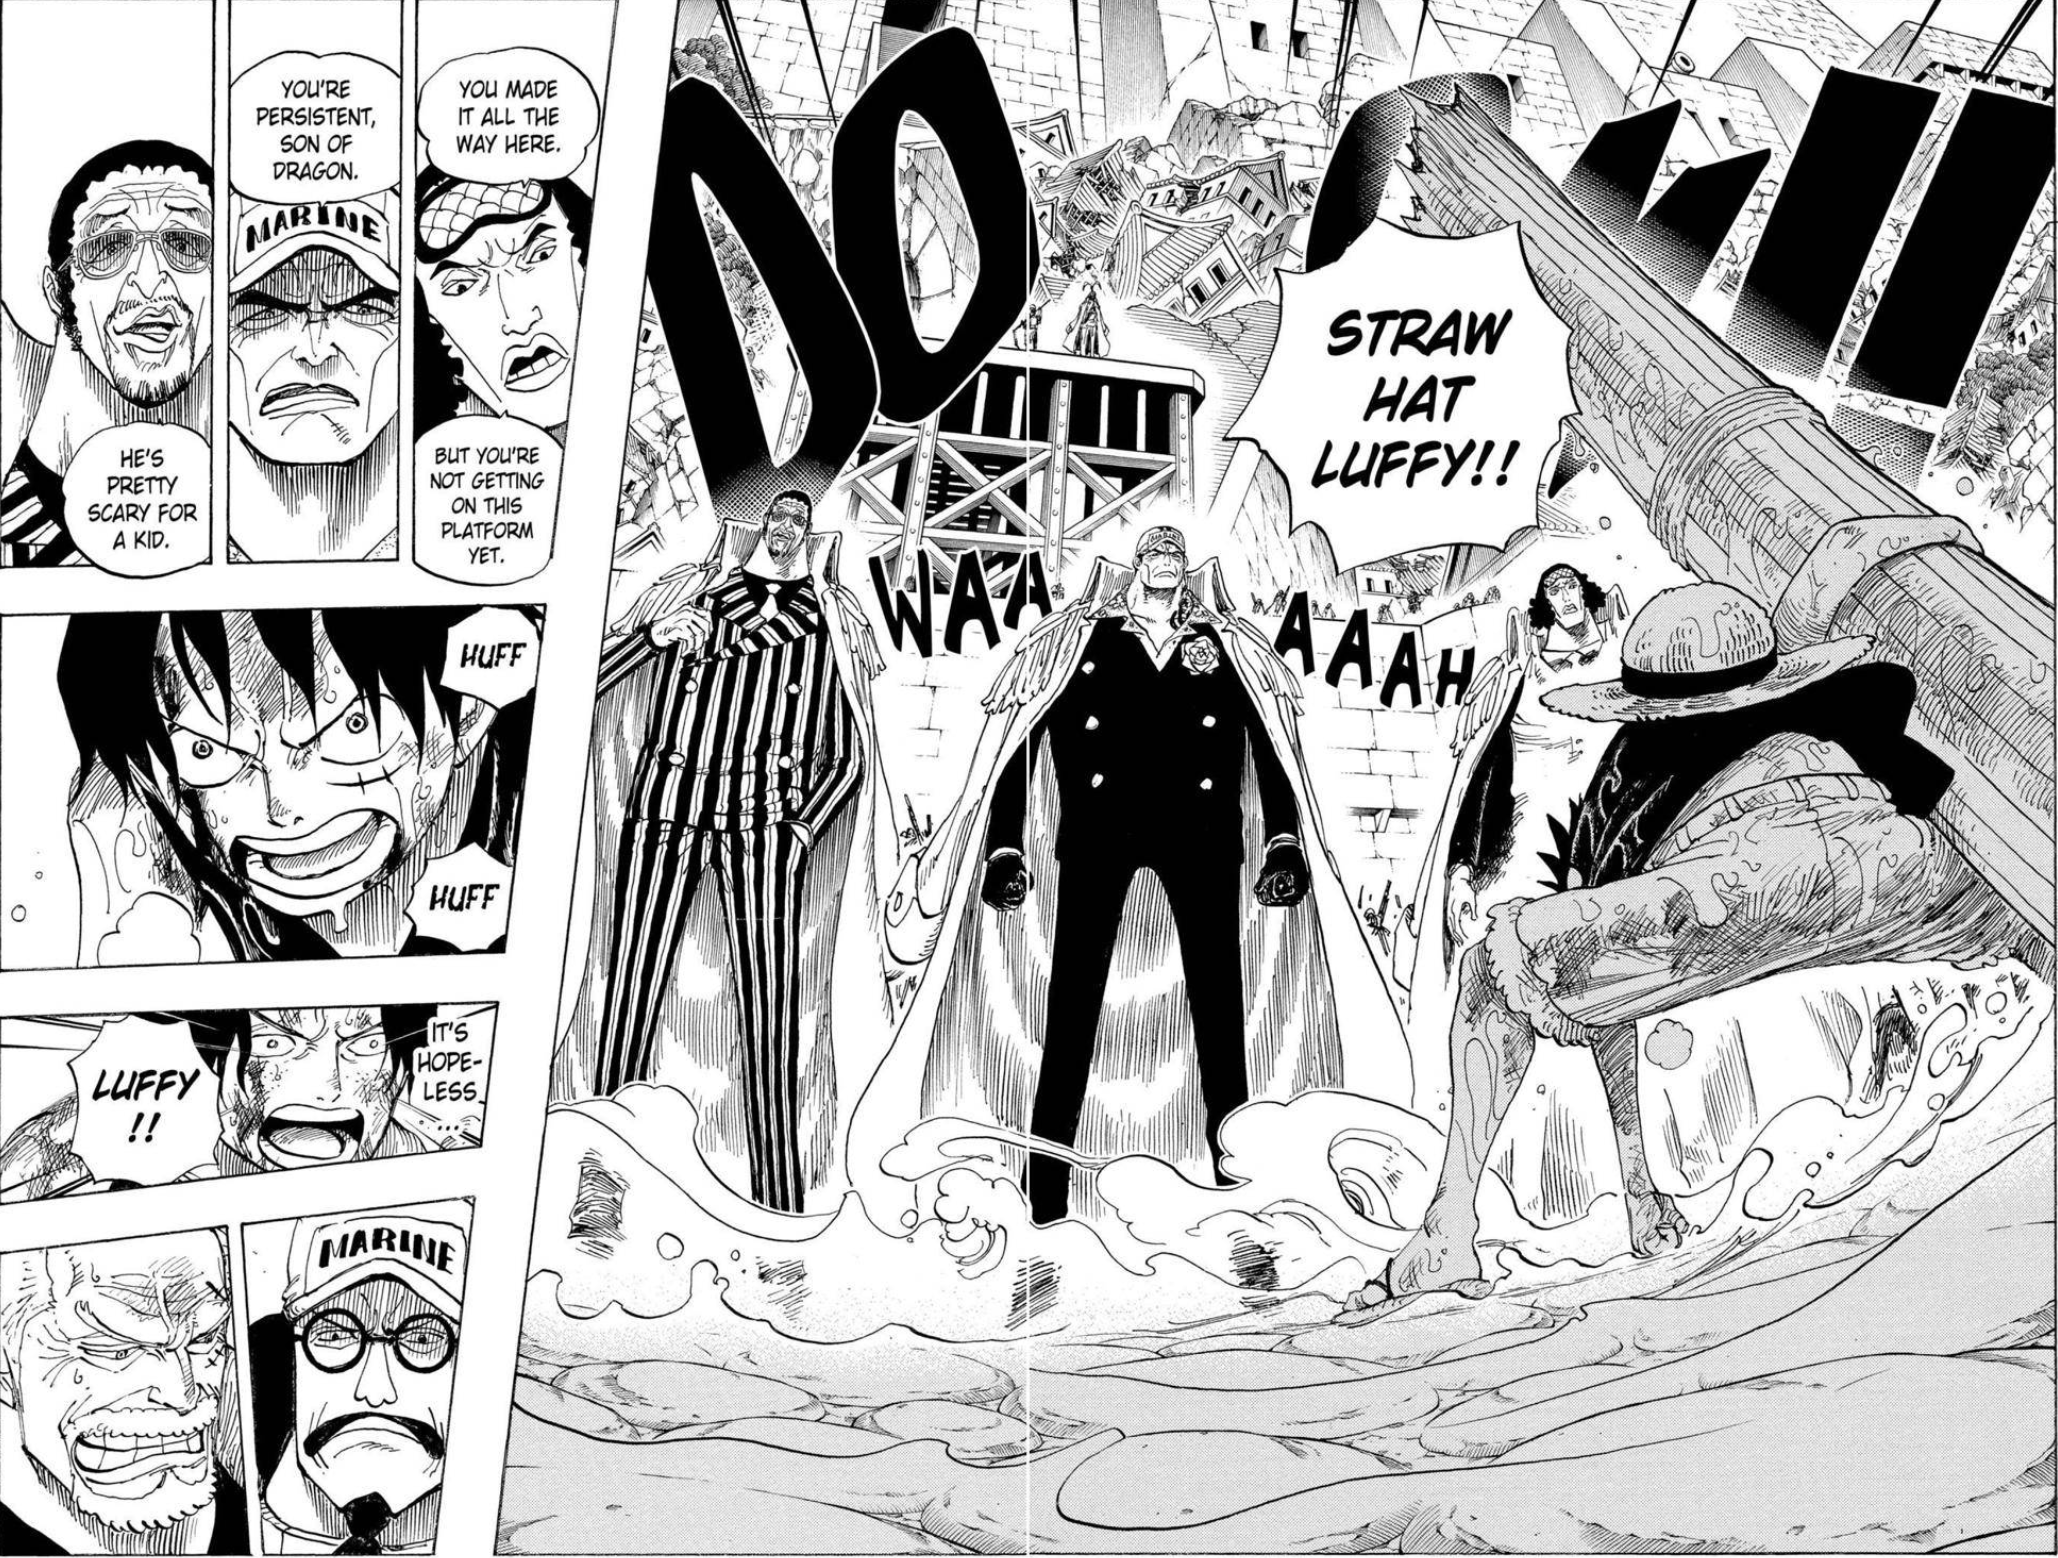 STRAW
HAT
LUFFY!!
WAA
AAAH
YOU MADE
IT ALL THE
WAY HERE.
MARINE
BUT YOU'RE
NOT GETTING
ON THIS
PLATFORM
YET.
YOU'RE
PERSISTENT,
SON OF
DRAGON.
MARINE
HE'S
PRETTY
SCARY FOR
A KID.
HUFF
HUFF
IT'S
HOPE-
LESS
...
LUFFY
!!
MARINE